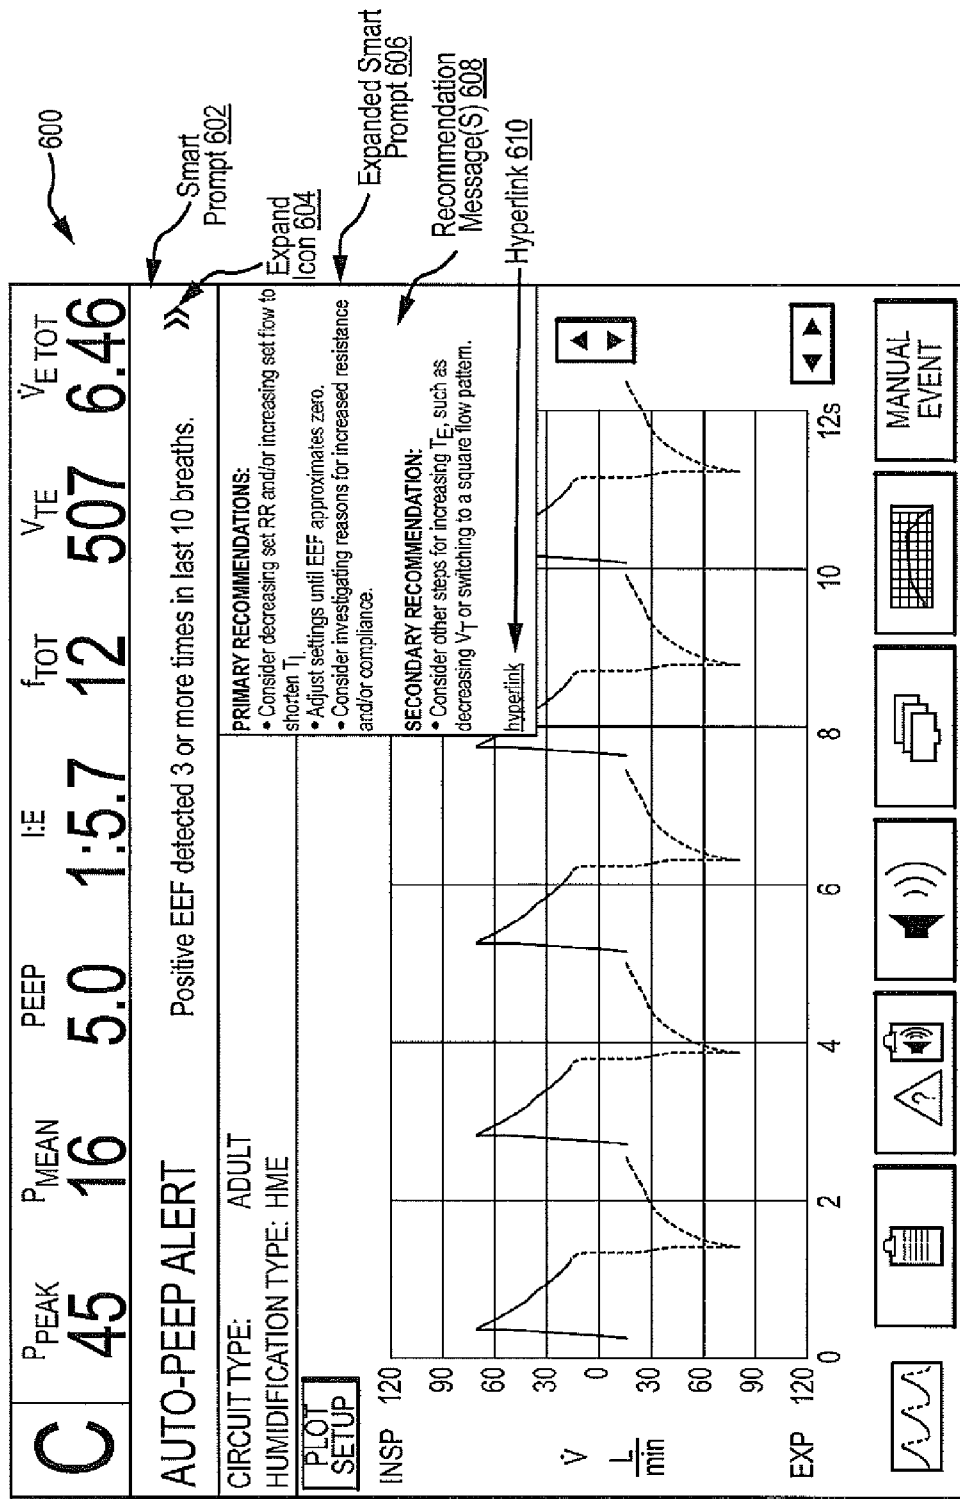 600
C
PPEAK
45
PMEAN
16
PEEP
5.0
I:E
1:5.7
fTOT
12
VTE
507
V̇E TOT
6.46
AUTO-PEEP ALERT
Positive EEF detected 3 or more times in last 10 breaths.
»
Smart
Prompt 602
Expand
Icon 604
CIRCUIT TYPE: ADULT
HUMIDIFICATION TYPE: HME
PRIMARY RECOMMENDATIONS:
• Consider decreasing set RR and/or increasing set flow to
shorten TI.
• Adjust settings until EEF approximates zero.
• Consider investigating reasons for increased resistance
and/or compliance.
SECONDARY RECOMMENDATION:
• Consider other steps for increasing TE, such as
decreasing VT or switching to a square flow pattern.
hyperlink
Expanded Smart
Prompt 606
Recommendation
Message(S) 608
Hyperlink 610
PLOT
SETUP
INSP
120
90
60
30
0
30
60
90
120
V̇
L
min
EXP
0
2
4
6
8
10
12s
?
MANUAL
EVENT